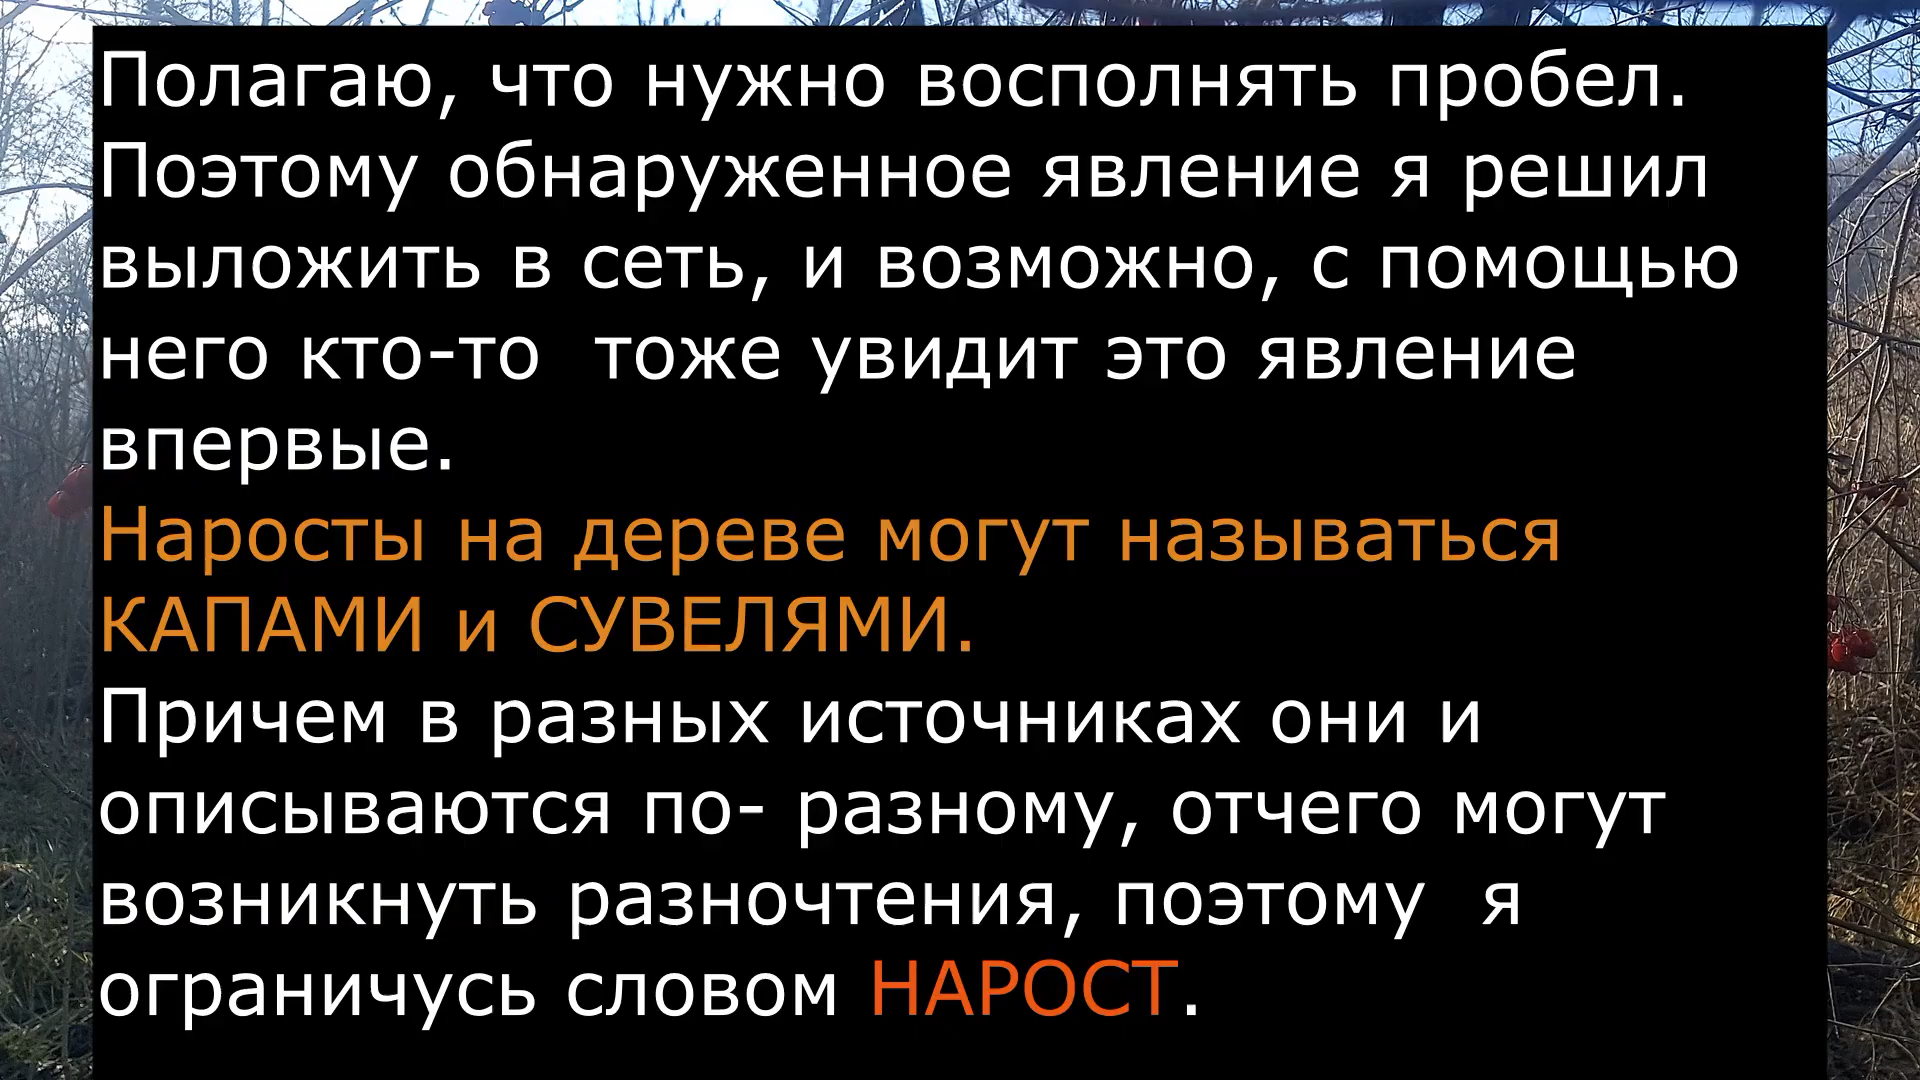 Полагаю, что нужно восполнять пробел.
Поэтому обнаруженное явление я решил
выложить в сеть, и возможно, с помощью
него кто-то  тоже увидит это явление
впервые.
Наросты на дереве могут называться
КАПАМИ и СУВЕЛЯМИ.
Причем в разных источниках они и
описываются по- разному, отчего могут
возникнуть разночтения, поэтому  я
ограничусь словом НАРОСТ.